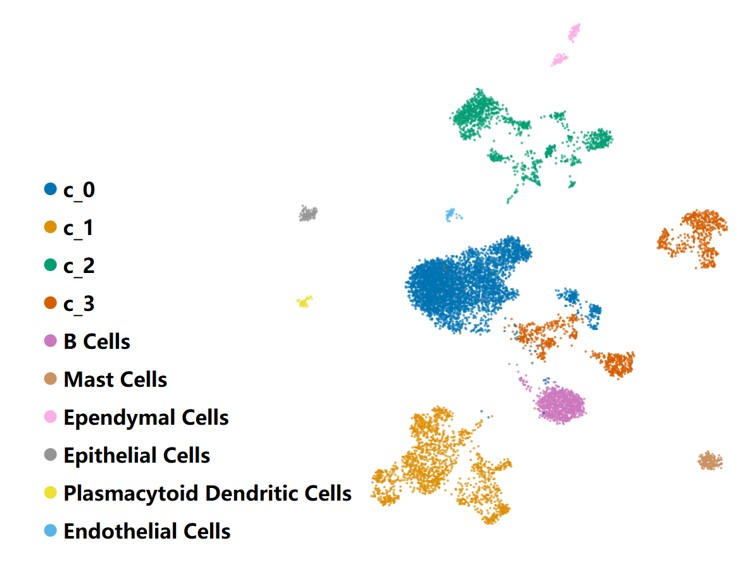 c_0
c_1
c_2
c_3
B Cells
Mast Cells
Ependymal Cells
Epithelial Cells
Plasmacytoid Dendritic Cells
Endothelial Cells